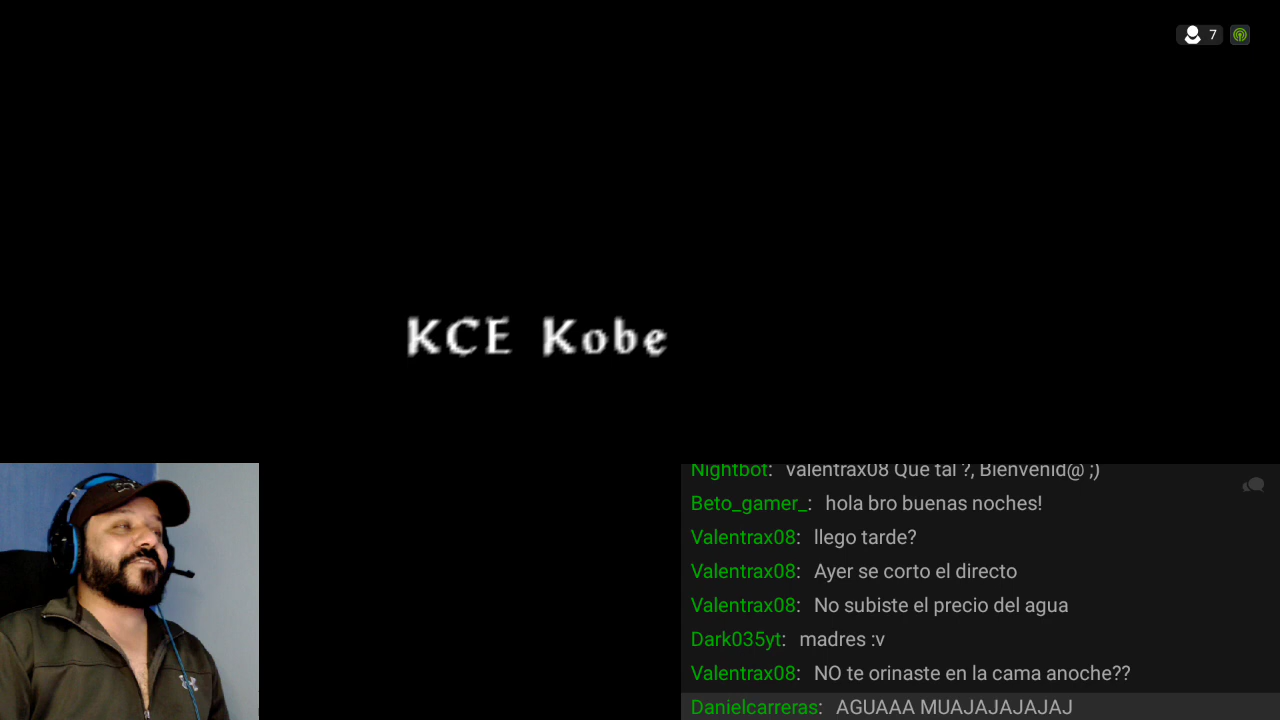 7
KCE Kobe
Nightbot: Valentrax08 Que tal ?, Bienvenid@ ;)
Beto_gamer_: hola bro buenas noches!
Valentrax08: llego tarde?
Valentrax08: Ayer se corto el directo
Valentrax08: No subiste el precio del agua
Dark035yt: madres :v
Valentrax08: NO te orinaste en la cama anoche??
Danielcarreras: AGUAAA MUAJAJAJAJAJ